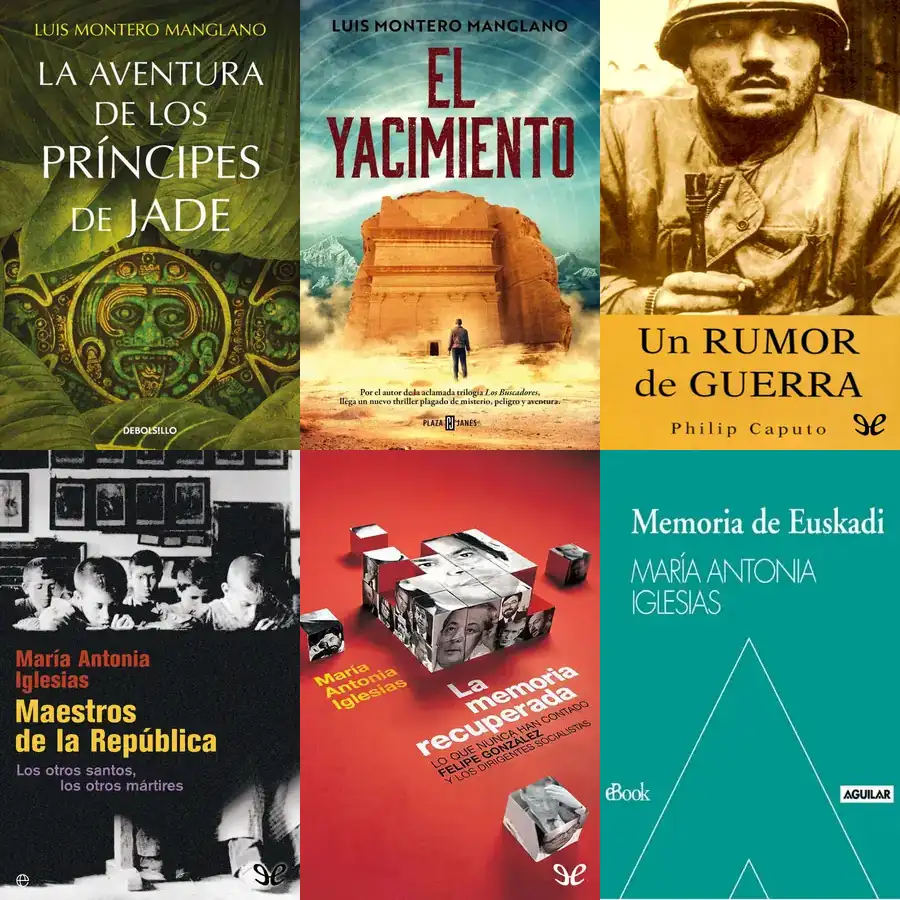 LUIS MONTERO MANGLANO
LA AVENTURA
DE LOS
PRÍNCIPES
DE JADE
DEBOLS!LLO
LUIS MONTERO MANGLANO
EL
YACIMIENTO
Por el autor de la aclamada trilogía Los Buscadores,
llega un nuevo thriller plagado de misterio, peligro y aventura.
PLAZA JANÉS
Un RUMOR
de GUERRA
Philip Caputo
María Antonia
Iglesias
Maestros
de la República
Los otros santos,
los otros mártires
María
Antonia
Iglesias
La
memoria
recuperada
LO QUE NUNCA HAN CONTADO
FELIPE GONZÁLEZ
Y LOS DIRIGENTES SOCIALISTAS
Memoria de Euskadi
MARÍA ANTONIA
IGLESIAS
eBook
AGUILAR